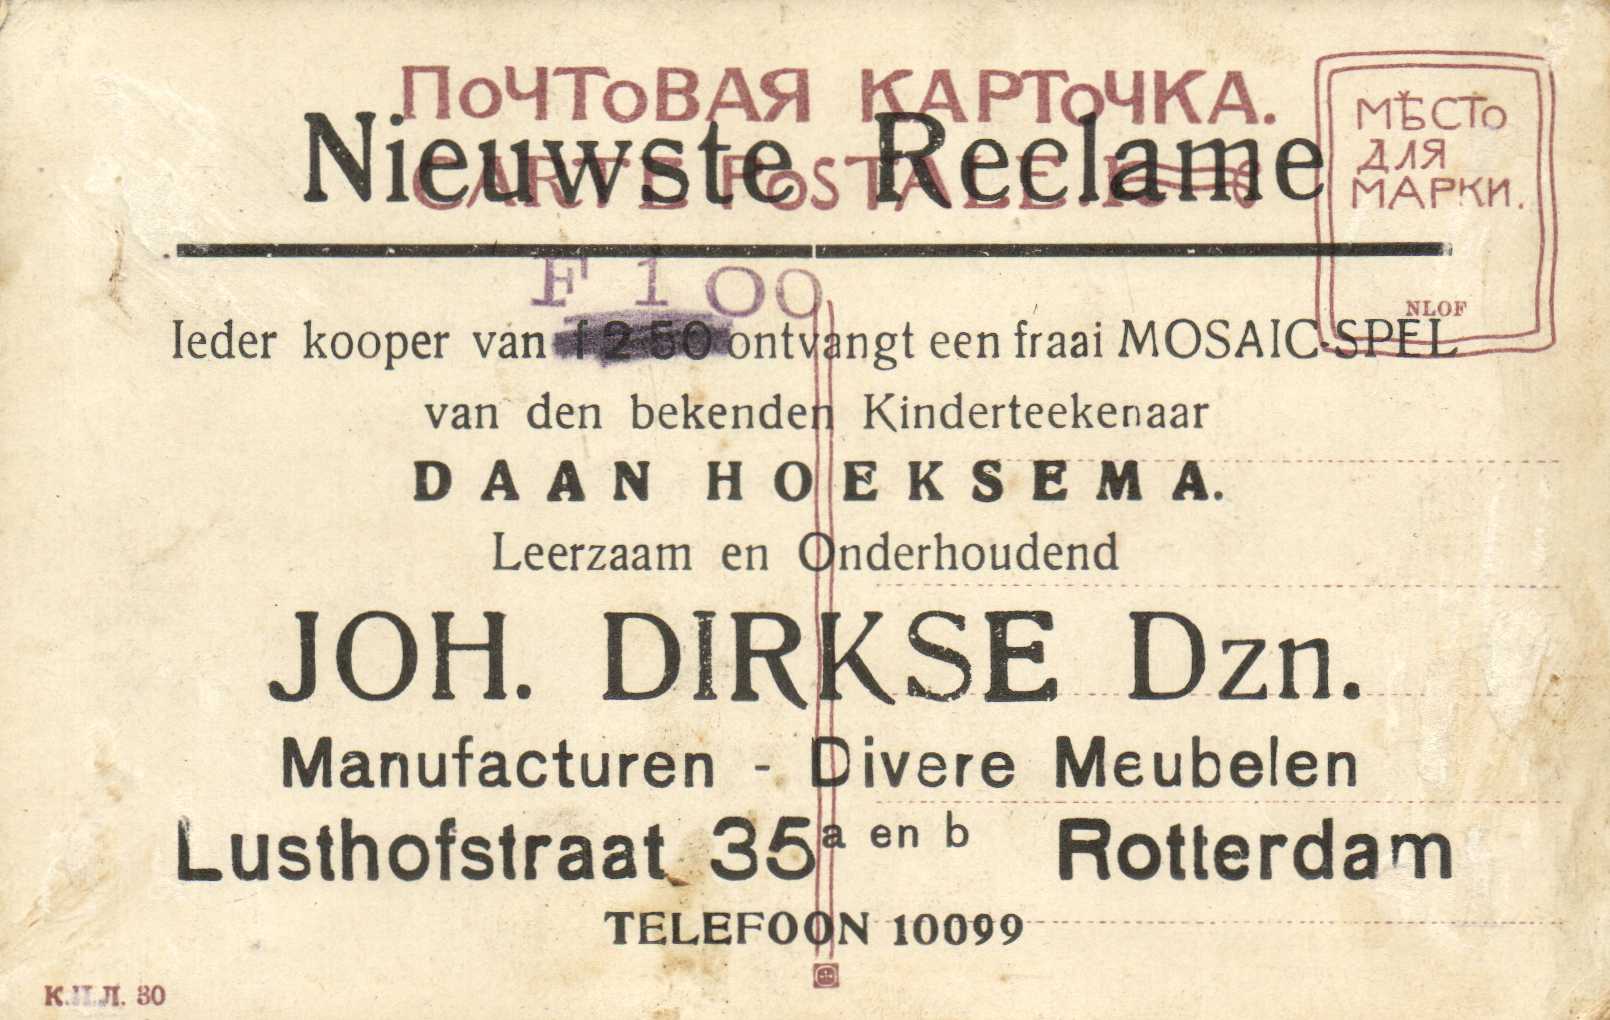 ПоЧТоВАЯ КАРТоЧКА.
Nieuwste Reclame
CARTE PoSTALE.
МѢСТо
ДЛЯ
МАРКИ.
F 1 00
NLOF
Ieder kooper van f 2 50 ontvangt een fraai MOSAIC-SPEL
van den bekenden Kinderteekenaar
DAAN HOEKSEMA.
Leerzaam en Onderhoudend
JOH. DIRKSE Dzn.
Manufacturen - Divere Meubelen
Lusthofstraat 35a en b Rotterdam
TELEFOON 10099
К.И.Л. 30